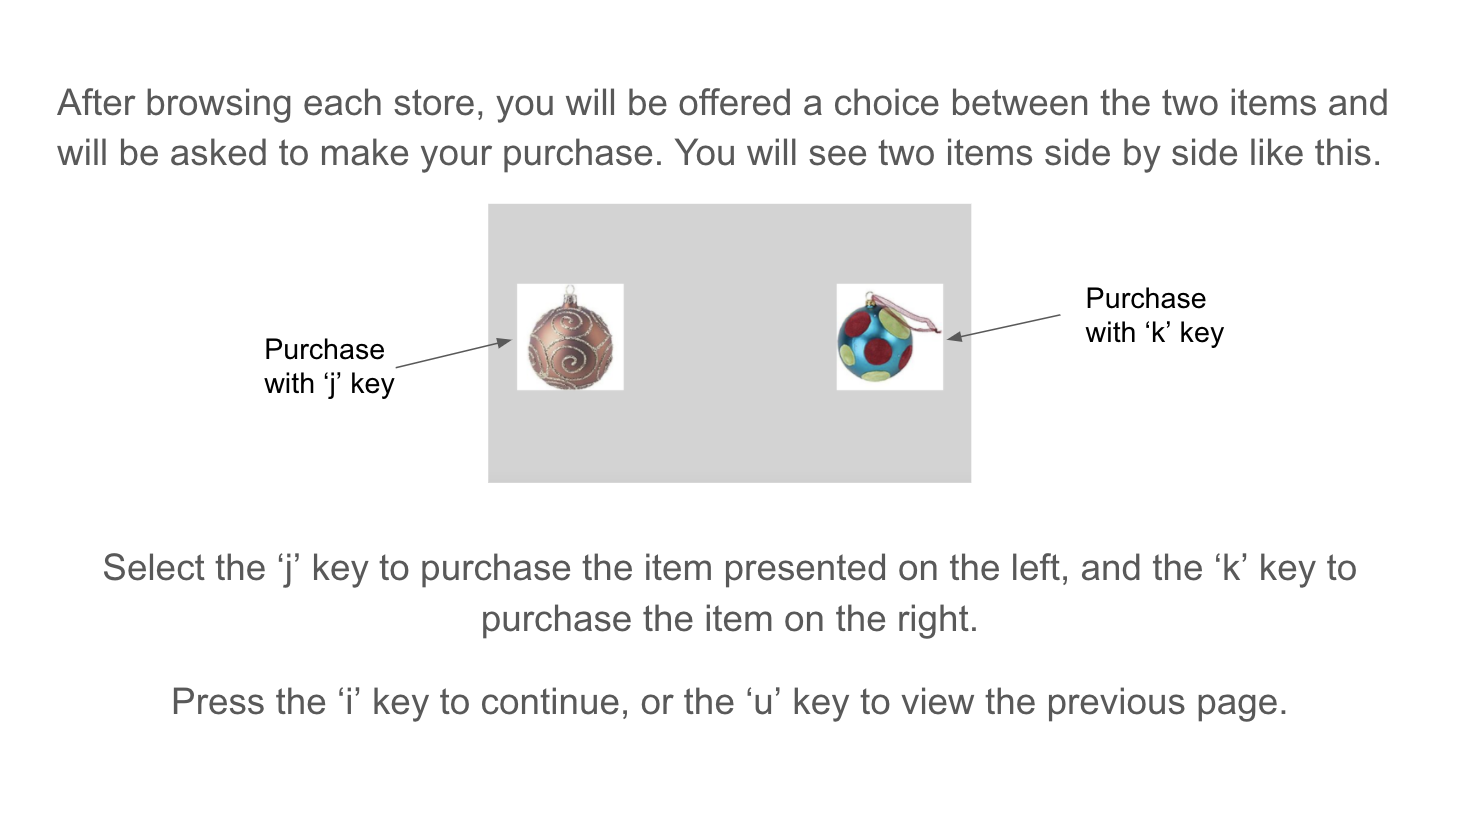 After browsing each store, you will be offered a choice between the two items and
will be asked to make your purchase. You will see two items side by side like this.
Purchase
with ‘j’ key
Purchase
with ‘k’ key
Select the ‘j’ key to purchase the item presented on the left, and the ‘k’ key to
purchase the item on the right.
Press the ‘i’ key to continue, or the ‘u’ key to view the previous page.